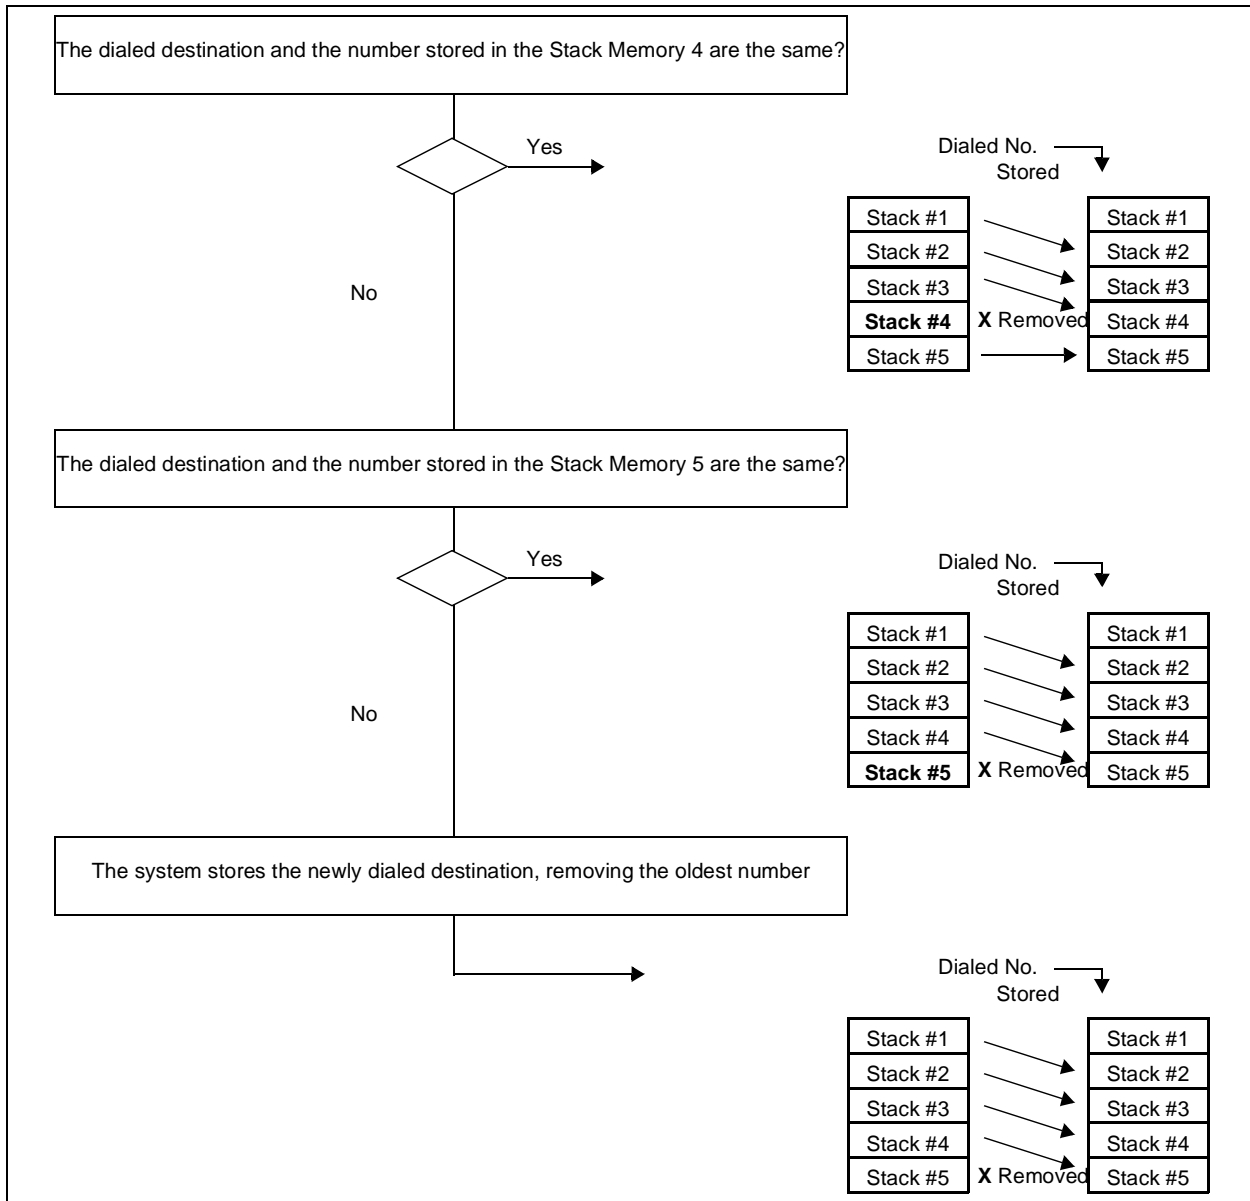 The dialed destination and the number stored in the Stack Memory 4 are the same?
Yes
No
Dialed No.
Stored
Stack #1 Stack #1
Stack #2 Stack #2
Stack #3 Stack #3
Stack #4 X Removed Stack #4
Stack #5 Stack #5
The dialed destination and the number stored in the Stack Memory 5 are the same?
Yes
No
Dialed No.
Stored
Stack #1 Stack #1
Stack #2 Stack #2
Stack #3 Stack #3
Stack #4 Stack #4
Stack #5 X Removed Stack #5
The system stores the newly dialed destination, removing the oldest number
Dialed No.
Stored
Stack #1 Stack #1
Stack #2 Stack #2
Stack #3 Stack #3
Stack #4 Stack #4
Stack #5 X Removed Stack #5